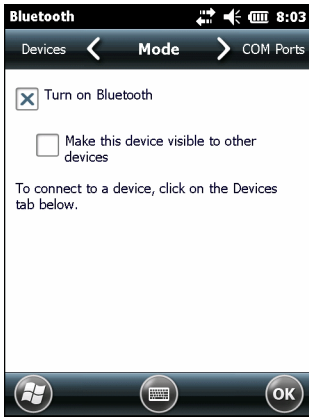 Bluetooth 8:03
Devices Mode COM Ports
Turn on Bluetooth
Make this device visible to other
devices
To connect to a device, click on the Devices
tab below.
OK